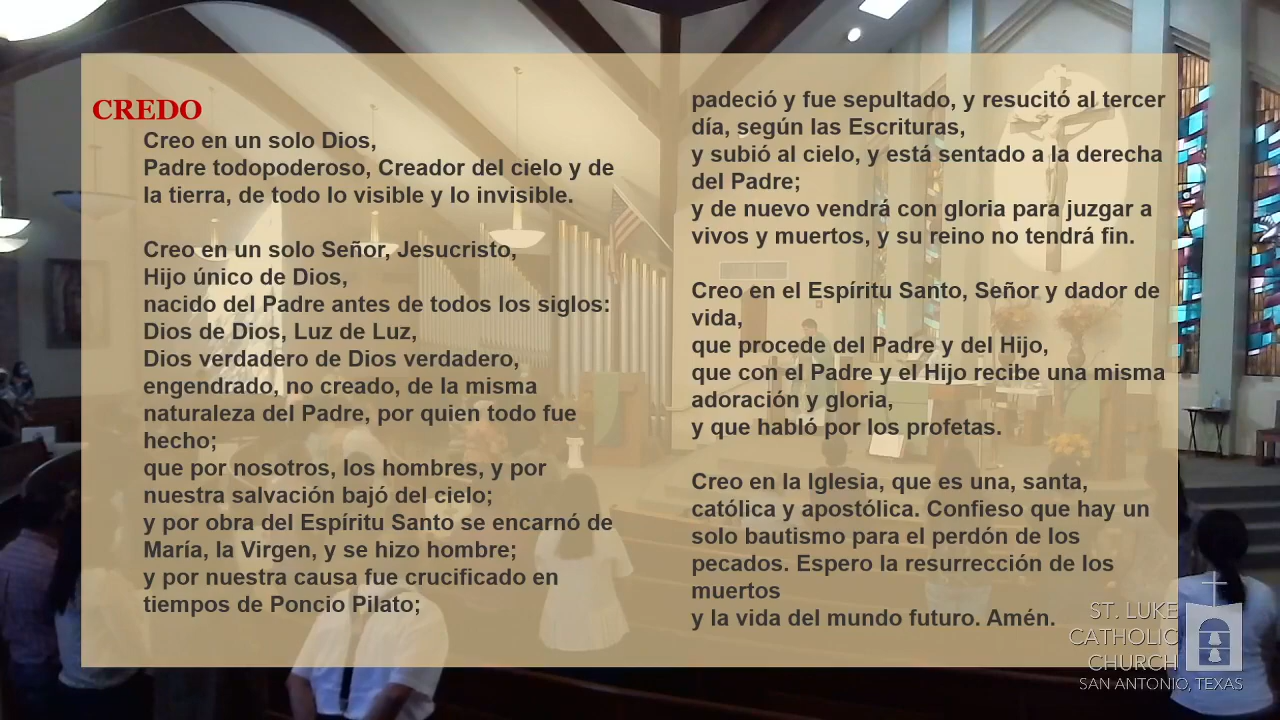 CREDO
Creo en un solo Dios,
Padre todopoderoso, Creador del cielo y de
la tierra, de todo lo visible y lo invisible.
Creo en un solo Señor, Jesucristo,
Hijo único de Dios,
nacido del Padre antes de todos los siglos:
Dios de Dios, Luz de Luz,
Dios verdadero de Dios verdadero,
engendrado, no creado, de la misma
naturaleza del Padre, por quien todo fue
hecho;
que por nosotros, los hombres, y por
nuestra salvación bajó del cielo;
y por obra del Espíritu Santo se encarnó de
María, la Virgen, y se hizo hombre;
y por nuestra causa fue crucificado en
tiempos de Poncio Pilato;
padeció y fue sepultado, y resucitó al tercer
día, según las Escrituras,
y subió al cielo, y está sentado a la derecha
del Padre;
y de nuevo vendrá con gloria para juzgar a
vivos y muertos, y su reino no tendrá fin.
Creo en el Espíritu Santo, Señor y dador de
vida,
que procede del Padre y del Hijo,
que con el Padre y el Hijo recibe una misma
adoración y gloria,
y que habló por los profetas.
Creo en la Iglesia, que es una, santa,
católica y apostólica. Confieso que hay un
solo bautismo para el perdón de los
pecados. Espero la resurrección de los
muertos
y la vida del mundo futuro. Amén.
ST. LUKE
CATHOLIC
CHURCH
SAN ANTONIO, TEXAS